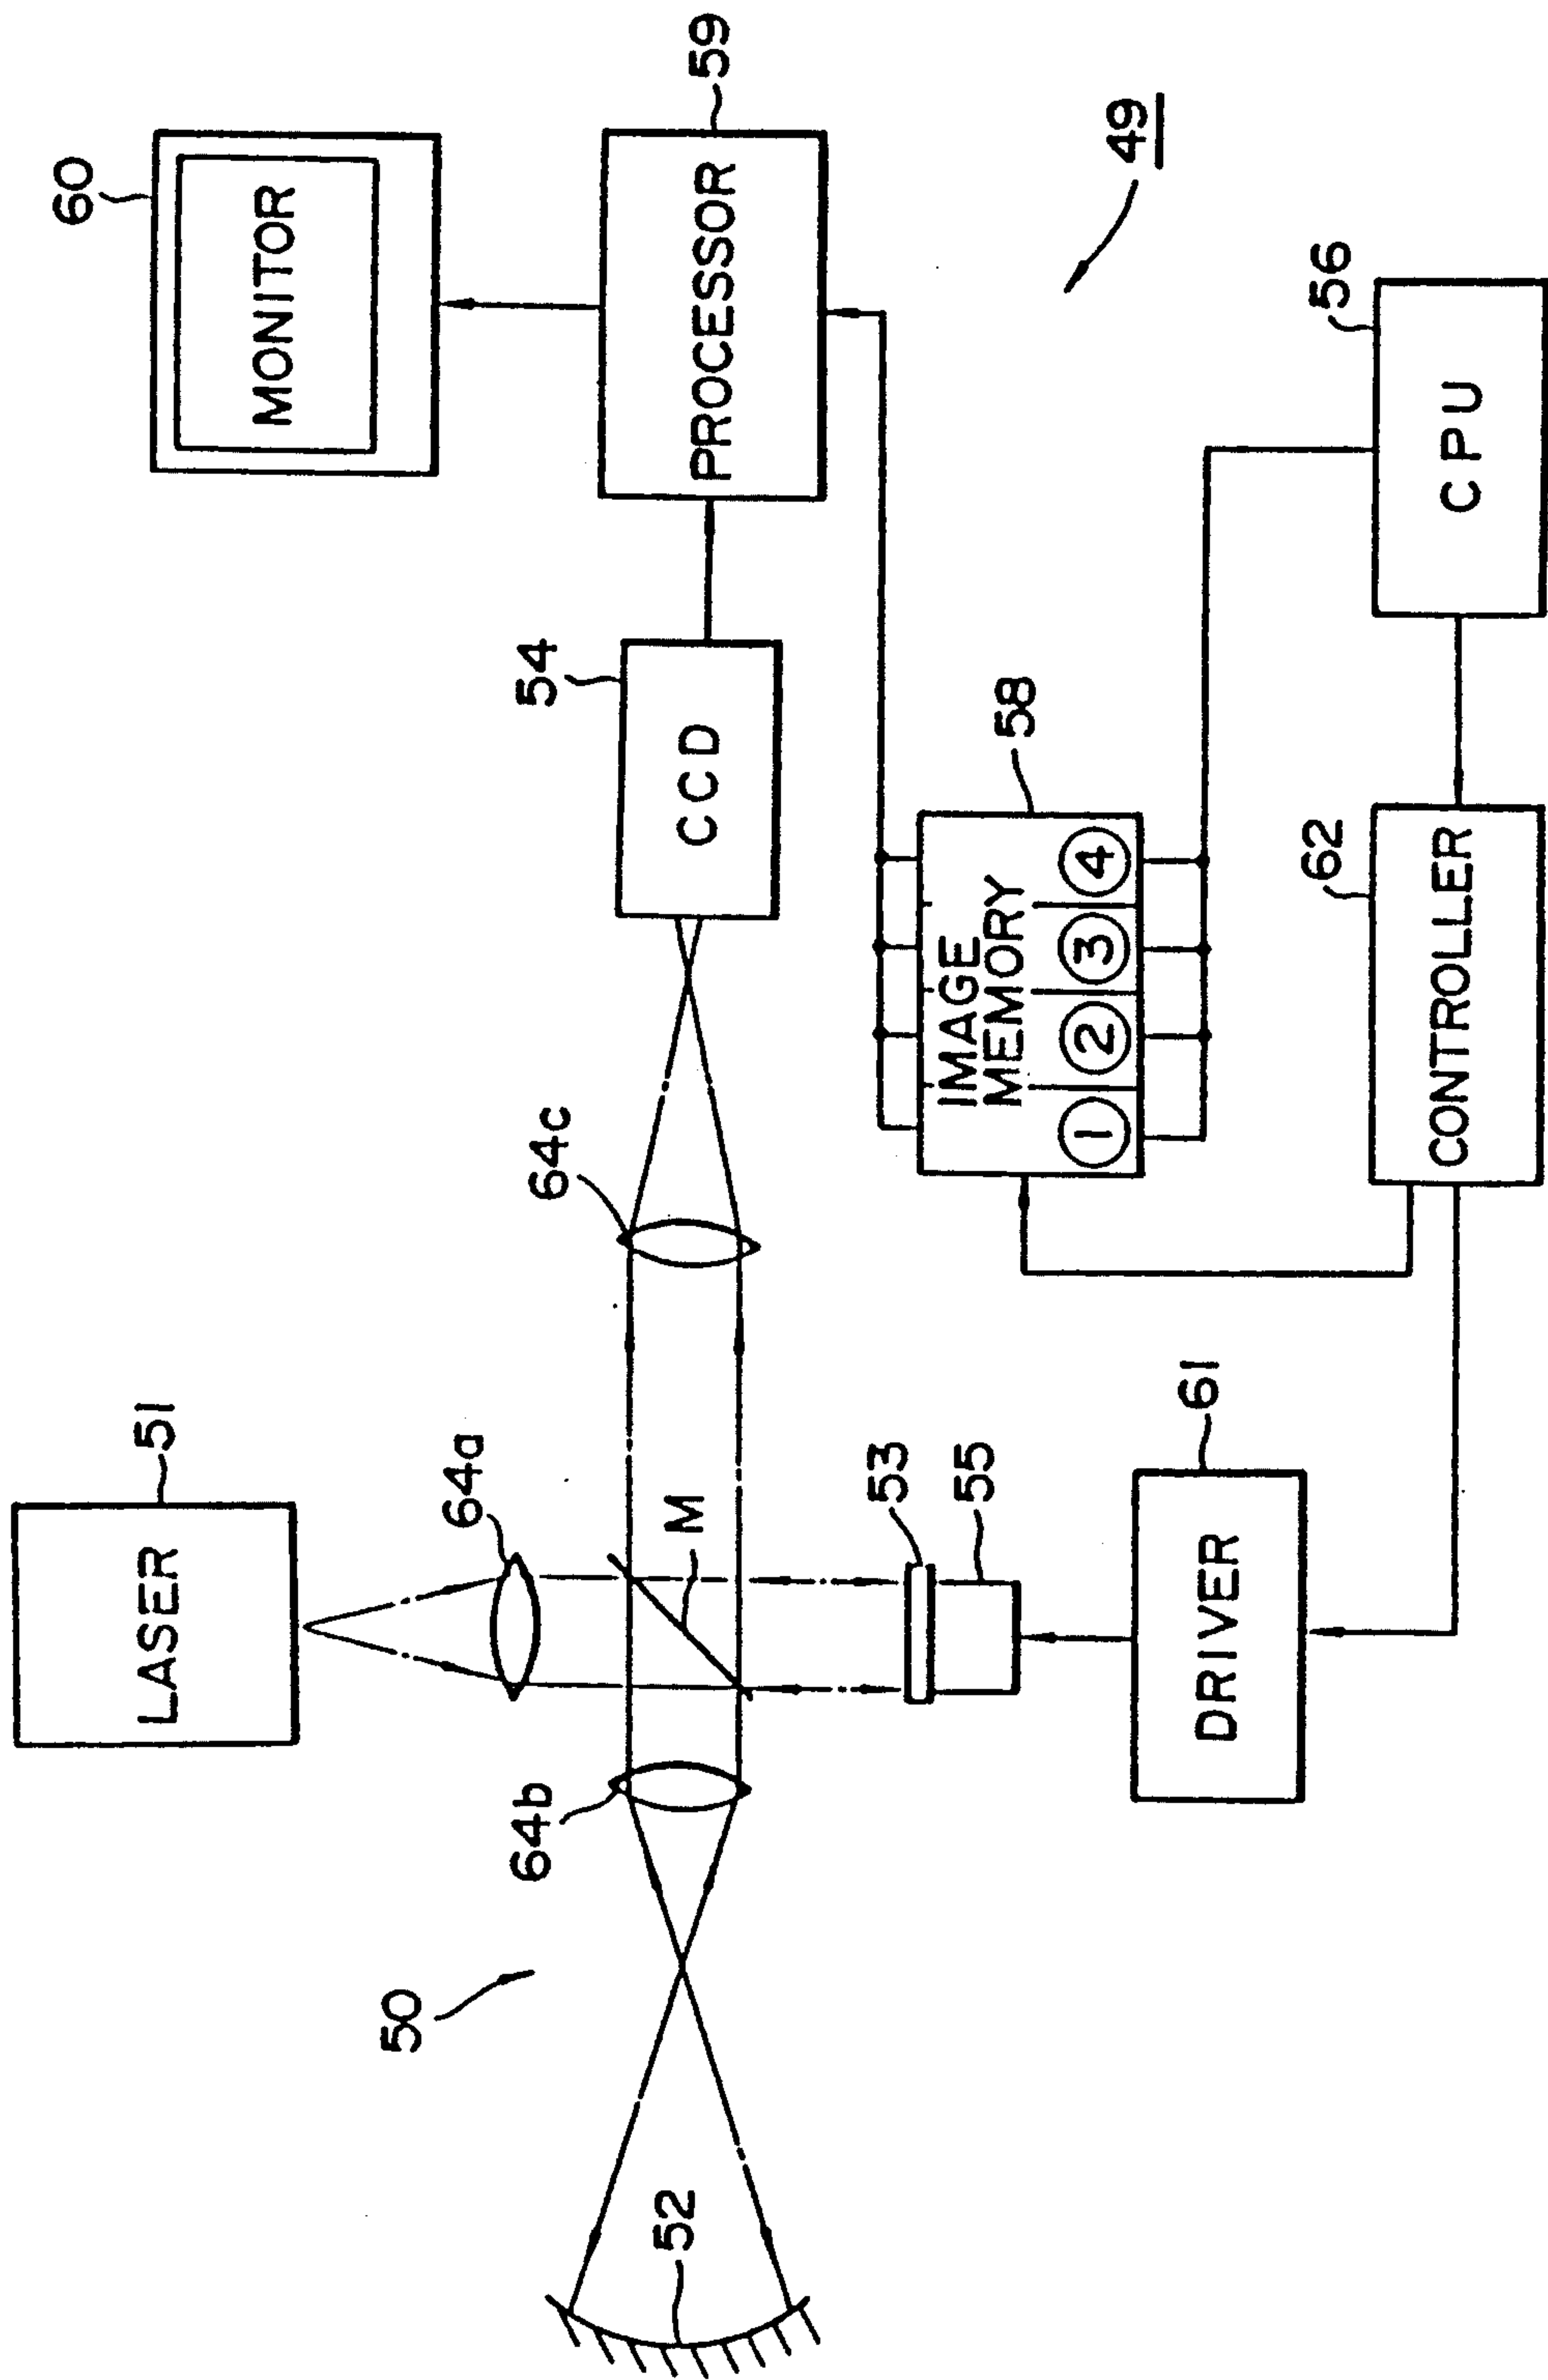 49
60
MONITOR
59
PROCESSOR
56
CPU
54
CCD
58
IMAGE
MEMORY
① ② ③ ④
62
CONTROLLER
64c
51
LASER
64a
M
53
55
61
DRIVER
64b
50
52